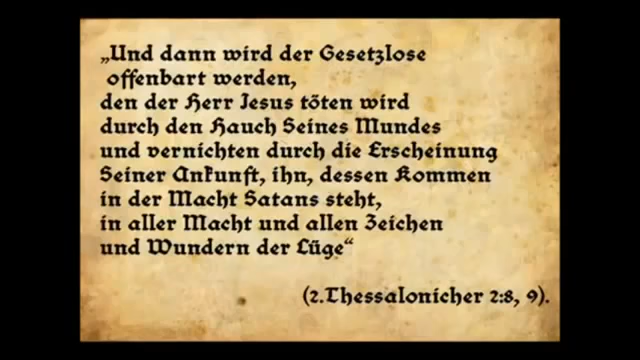 „Und dann wird der Gesetzlose
offenbart werden,
den der Herr Jesus töten wird
durch den Hauch Seines Mundes
und vernichten durch die Erscheinung
Seiner Ankunft, ihn, dessen Kommen
in der Macht Satans steht,
in aller Macht und allen Zeichen
und Wundern der Lüge“
(2.Thessalonicher 2:8, 9).